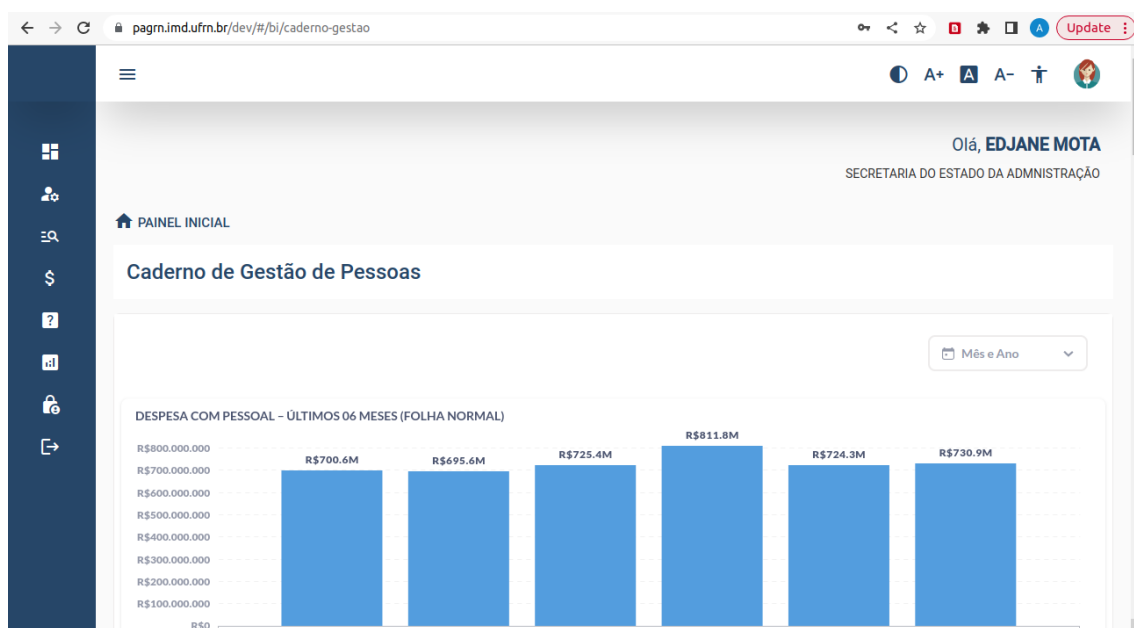 pagrn.imd.ufrn.br/dev/#/bi/caderno-gestao
A
Update
A+ A A-
Olá, EDJANE MOTA
SECRETARIA DO ESTADO DA ADMNISTRAÇÃO
PAINEL INICIAL
Caderno de Gestão de Pessoas
$
?
Mês e Ano
DESPESA COM PESSOAL – ÚLTIMOS 06 MESES (FOLHA NORMAL)
R$811.8M
R$800.000.000
R$700.6M R$695.6M R$725.4M R$724.3M R$730.9M
R$700.000.000
R$600.000.000
R$500.000.000
R$400.000.000
R$300.000.000
R$200.000.000
R$100.000.000
R$0